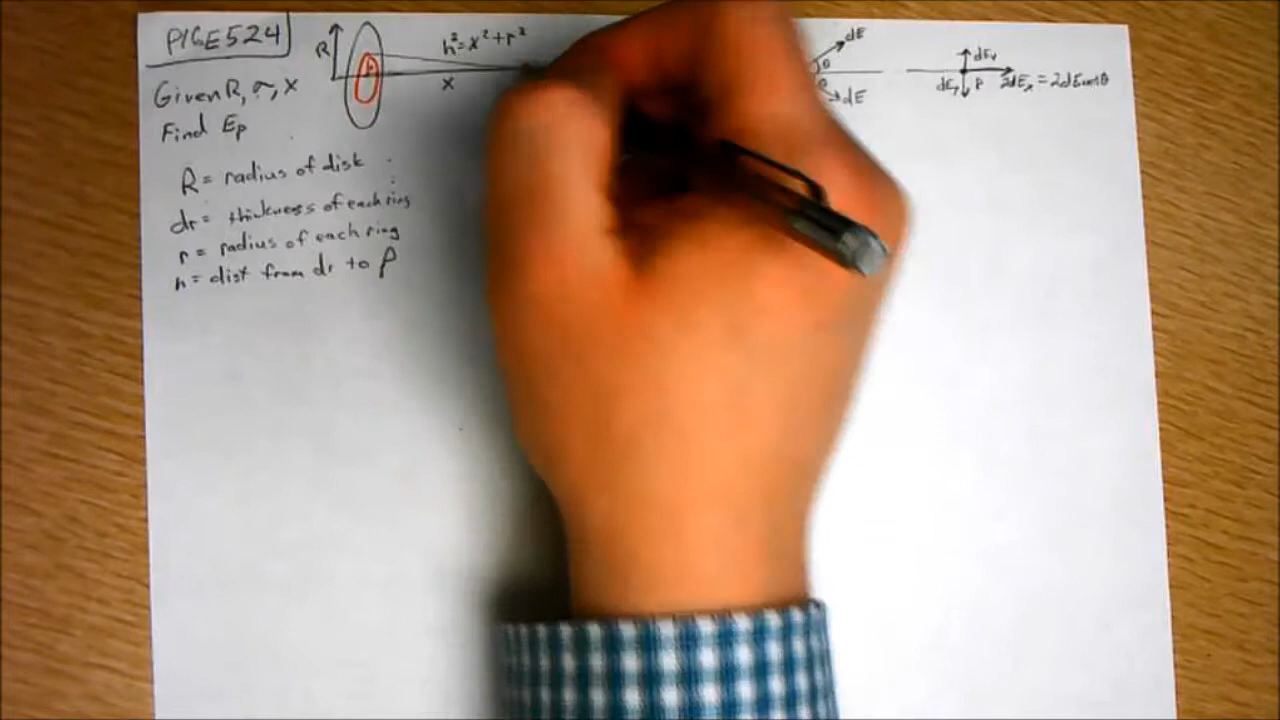 P1GE524
Given R, σ, x
Find Ep
R
h²=x²+r²
r
x
R = radius of disk
dr = thickness of each ring
r = radius of each ring
h = dist from dr to P
dE
θ
θ
dE
dEy
dEy P 2dEx = 2dEcosθ